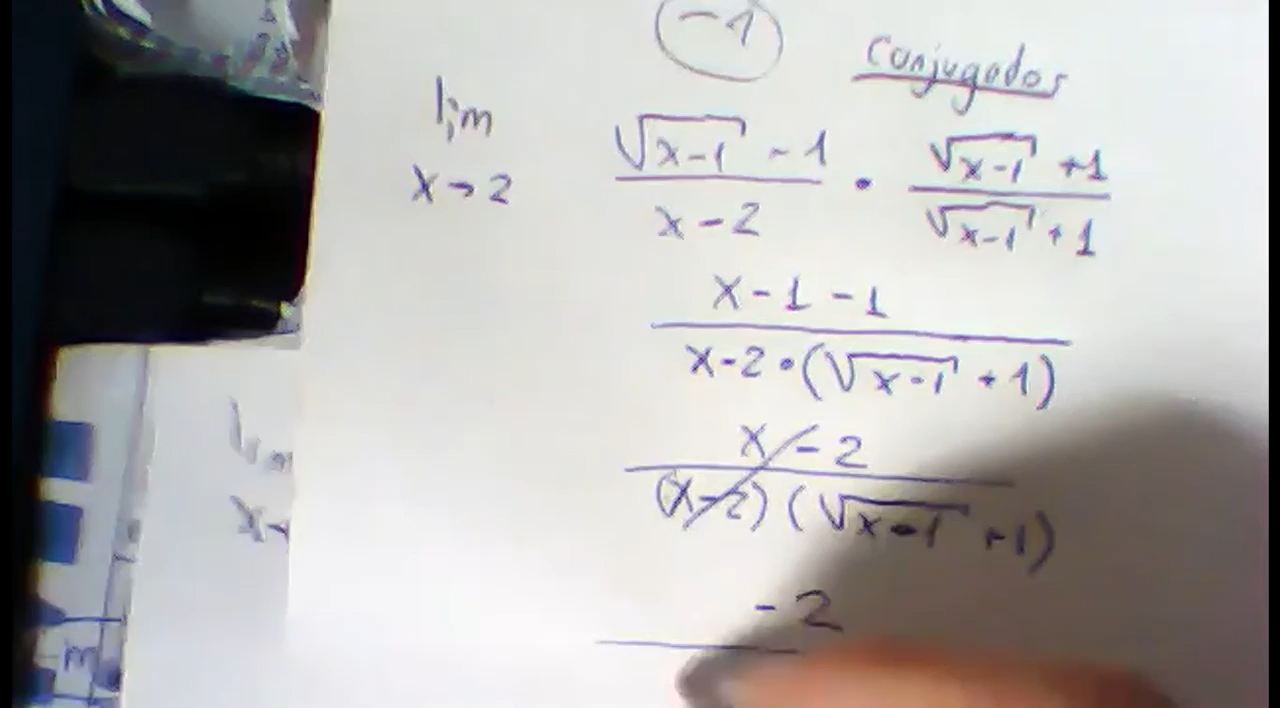 -1
Conjugados
lim x→2 (√(x-1) - 1)/(x-2) • (√(x-1) + 1)/(√(x-1) + 1)
x-1-1
x-2•(√(x-1) + 1)
x-2
(x-2) (√(x-1) + 1)
-2